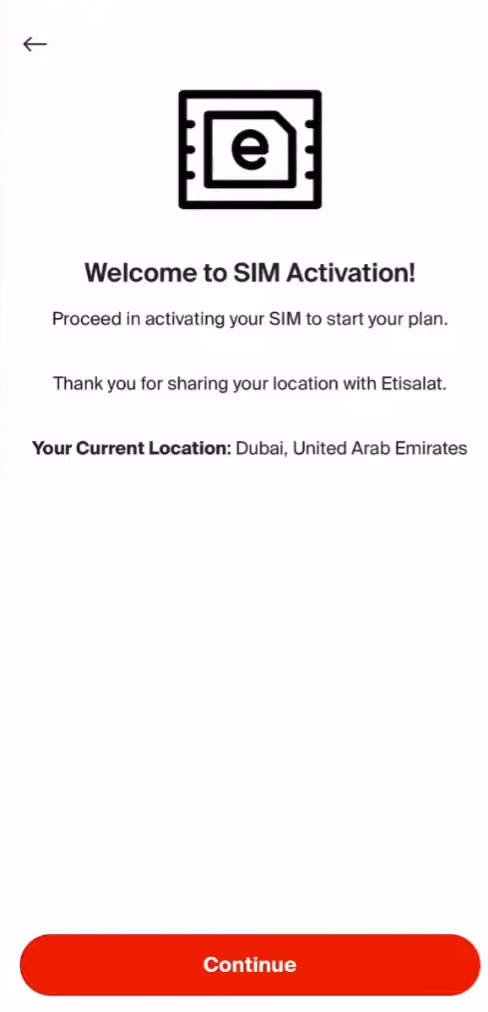 e
Welcome to SIM Activation!
Proceed in activating your SIM to start your plan.
Thank you for sharing your location with Etisalat.
Your Current Location: Dubai, United Arab Emirates
Continue